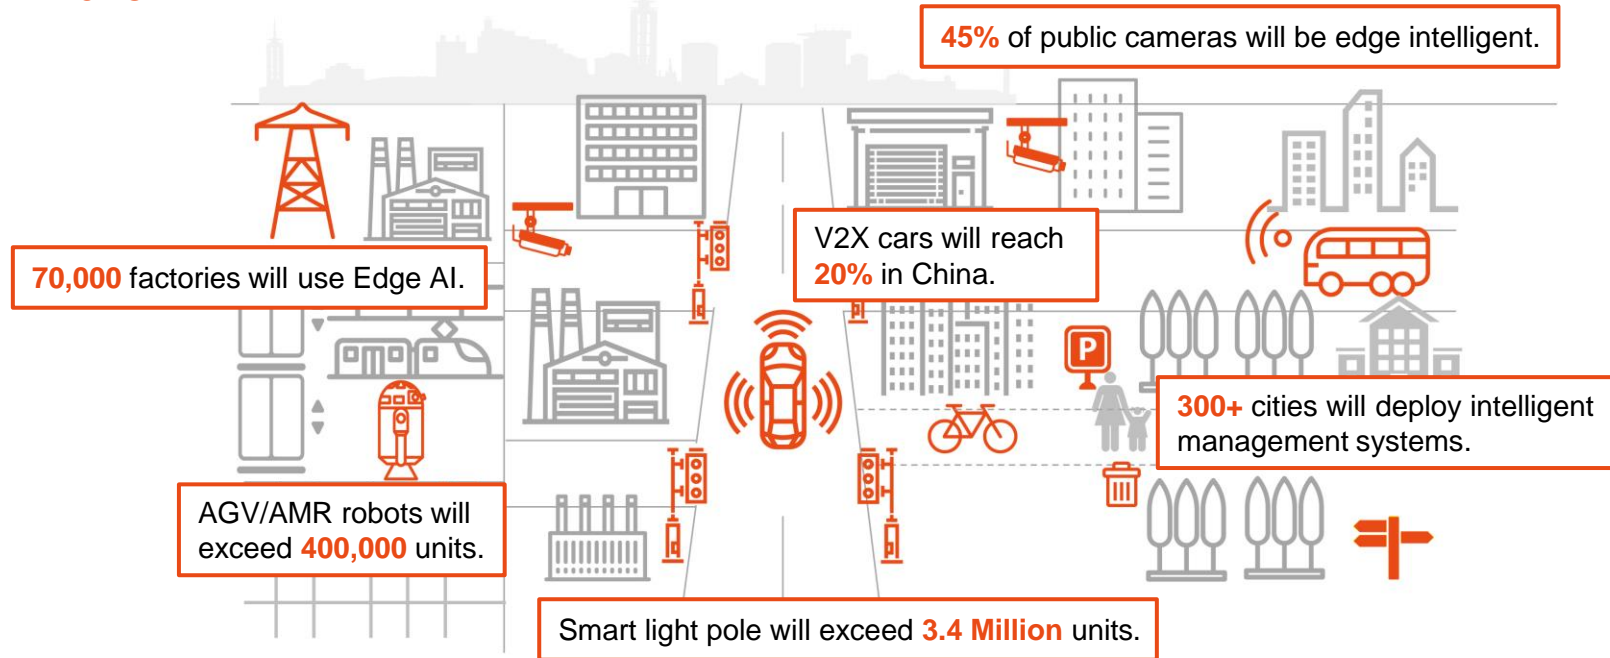 45% of public cameras will be edge intelligent.
V2X cars will reach
20% in China.
70,000 factories will use Edge AI.
P
300+ cities will deploy intelligent
management systems.
AGV/AMR robots will
exceed 400,000 units.
Smart light pole will exceed 3.4 Million units.